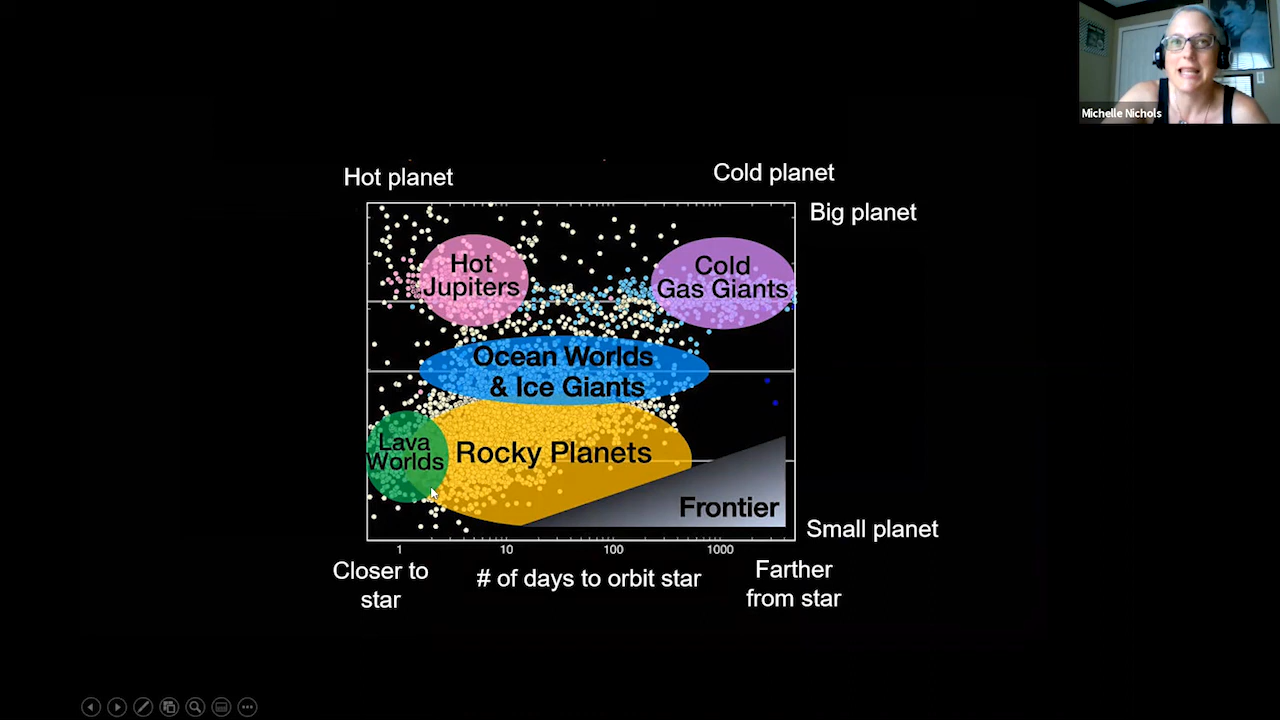 Michelle Nichols
Hot planet
Cold planet
Big planet
Hot
Jupiters
Cold
Gas Giants
Ocean Worlds
& Ice Giants
Lava
Worlds
Rocky Planets
Frontier
Small planet
1
10
100
1000
Closer to
star
# of days to orbit star
Farther
from star